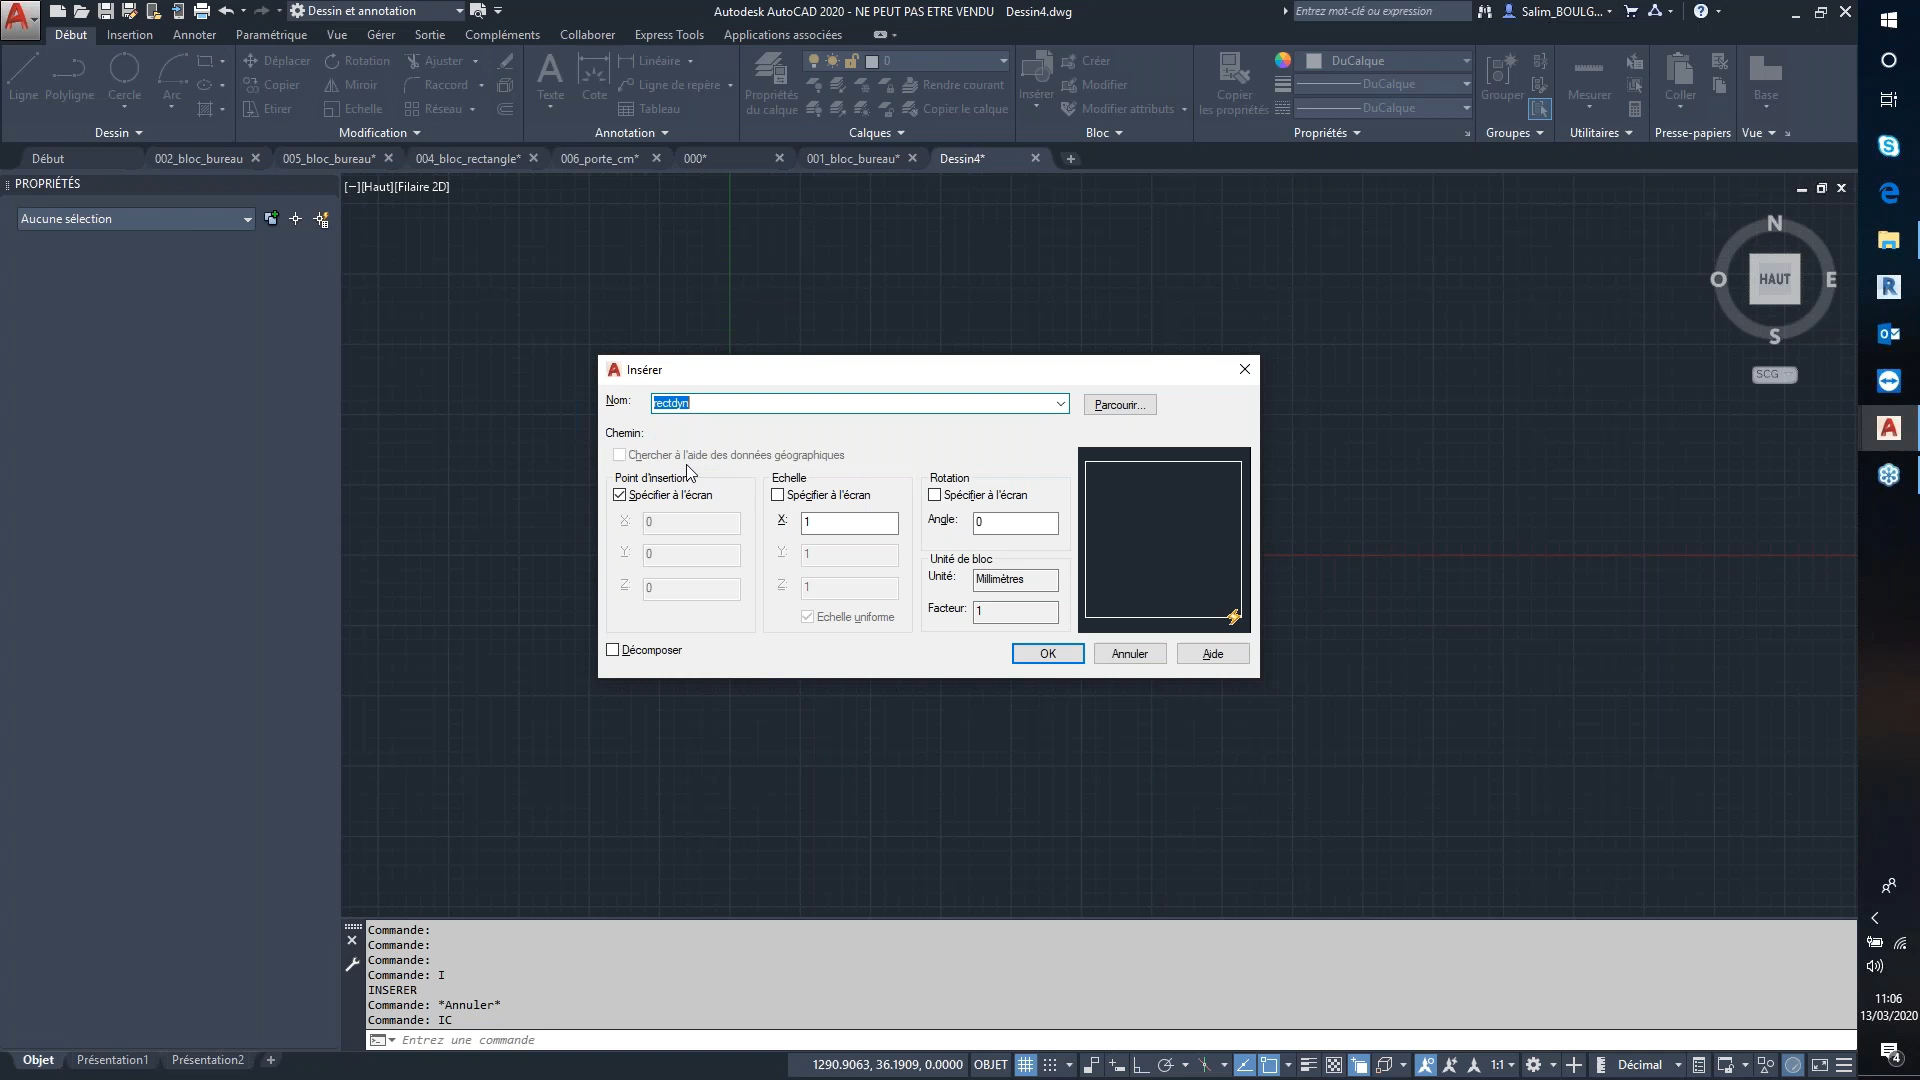 Dessin et annotation
Autodesk AutoCAD 2020 - NE PEUT PAS ETRE VENDU Dessin4.dwg
Entrez mot-clé ou expression
Salim_BOULG...
Début Insertion Annoter Paramétrique Vue Gérer Sortie Compléments Collaborer Express Tools Applications associées
Ligne Polyligne Cercle Arc
Déplacer Rotation Ajuster
Copier Miroir Raccord
Etirer Echelle Réseau
Texte Cote
Linéaire
Ligne de repère
Tableau
Propriétés du calque
0
Rendre courant
Copier le calque
Insérer
Créer
Modifier
Modifier attributs
Copier les propriétés
DuCalque
DuCalque
DuCalque
Grouper
Mesurer
Coller
Base
Dessin Modification Annotation Calques Bloc Propriétés Groupes Utilitaires Presse-papiers Vue
Début 002_bloc_bureau 005_bloc_bureau* 004_bloc_rectangle* 006_porte_cm* 000* 001_bloc_bureau* Dessin4*
PROPRIÉTÉS
Aucune sélection
[−][Haut][Filaire 2D]
N
O HAUT E
S
SCG
Insérer
Nom: rectdyn Parcourir...
Chemin:
Chercher à l'aide des données géographiques
Point d'insertion Echelle Rotation
Spécifier à l'écran Spécifier à l'écran Spécifier à l'écran
X: 0 X: 1 Angle: 0
Y: 0 Y: 1 Unité de bloc
Unité: Millimètres
Z: 0 Z: 1
Facteur: 1
Echelle uniforme
Décomposer OK Annuler Aide
Commande:
Commande:
Commande:
Commande: I
INSERER
Commande: *Annuler*
Commande: IC
Entrez une commande
Objet Présentation1 Présentation2
1290.9063, 36.1909, 0.0000 OBJET 1:1 Décimal
11:06
13/03/2020
4